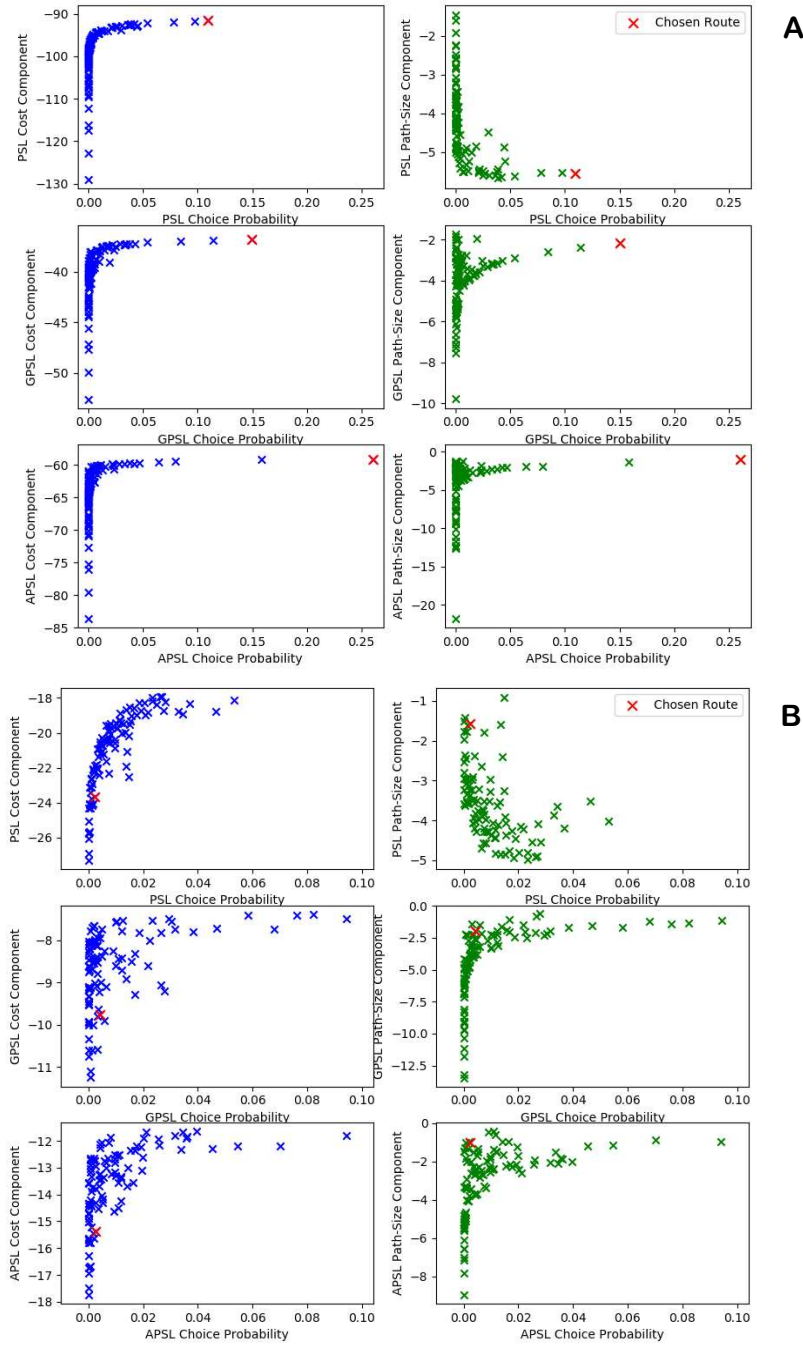 A
−90
−100
−110
−120
−130
PSL Cost Component
0.00 0.05 0.10 0.15 0.20 0.25
PSL Choice Probability
Chosen Route
−2
−3
−4
−5
PSL Path-Size Component
0.00 0.05 0.10 0.15 0.20 0.25
PSL Choice Probability
−40
−45
−50
GPSL Cost Component
0.00 0.05 0.10 0.15 0.20 0.25
GPSL Choice Probability
−2
−4
−6
−8
−10
GPSL Path-Size Component
0.00 0.05 0.10 0.15 0.20 0.25
GPSL Choice Probability
−60
−65
−70
−75
−80
−85
APSL Cost Component
0.00 0.05 0.10 0.15 0.20 0.25
APSL Choice Probability
0
−5
−10
−15
−20
APSL Path-Size Component
0.00 0.05 0.10 0.15 0.20 0.25
APSL Choice Probability
B
−18
−20
−22
−24
−26
PSL Cost Component
0.00 0.02 0.04 0.06 0.08 0.10
PSL Choice Probability
Chosen Route
−1
−2
−3
−4
−5
PSL Path-Size Component
0.00 0.02 0.04 0.06 0.08 0.10
PSL Choice Probability
−7
−8
−9
−10
−11
GPSL Cost Component
0.00 0.02 0.04 0.06 0.08 0.10
GPSL Choice Probability
0.0
−2.5
−5.0
−7.5
−10.0
−12.5
GPSL Path-Size Component
0.00 0.02 0.04 0.06 0.08 0.10
GPSL Choice Probability
−12
−13
−14
−15
−16
−17
−18
APSL Cost Component
0.00 0.02 0.04 0.06 0.08 0.10
APSL Choice Probability
0
−2
−4
−6
−8
APSL Path-Size Component
0.00 0.02 0.04 0.06 0.08 0.10
APSL Choice Probability